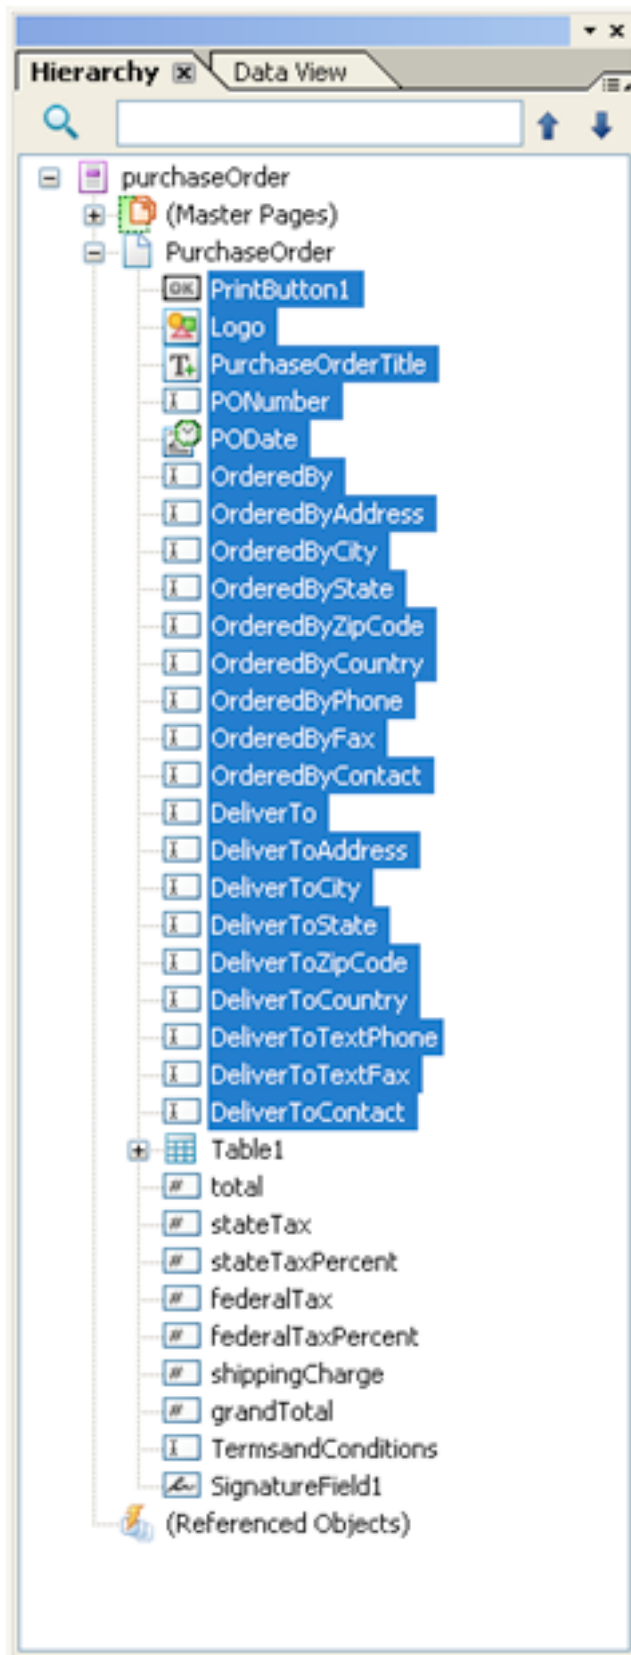 Hierarchy Data View
purchaseOrder
(Master Pages)
PurchaseOrder
OK PrintButton1
Logo
T PurchaseOrderTitle
PONumber
PODate
OrderedBy
OrderedByAddress
OrderedByCity
OrderedByState
OrderedByZipCode
OrderedByCountry
OrderedByPhone
OrderedByFax
OrderedByContact
DeliverTo
DeliverToAddress
DeliverToCity
DeliverToState
DeliverToZipCode
DeliverToCountry
DeliverToTextPhone
DeliverToTextFax
DeliverToContact
Table1
# total
# stateTax
# stateTaxPercent
# federalTax
# federalTaxPercent
# shippingCharge
# grandTotal
TermsandConditions
SignatureField1
(Referenced Objects)